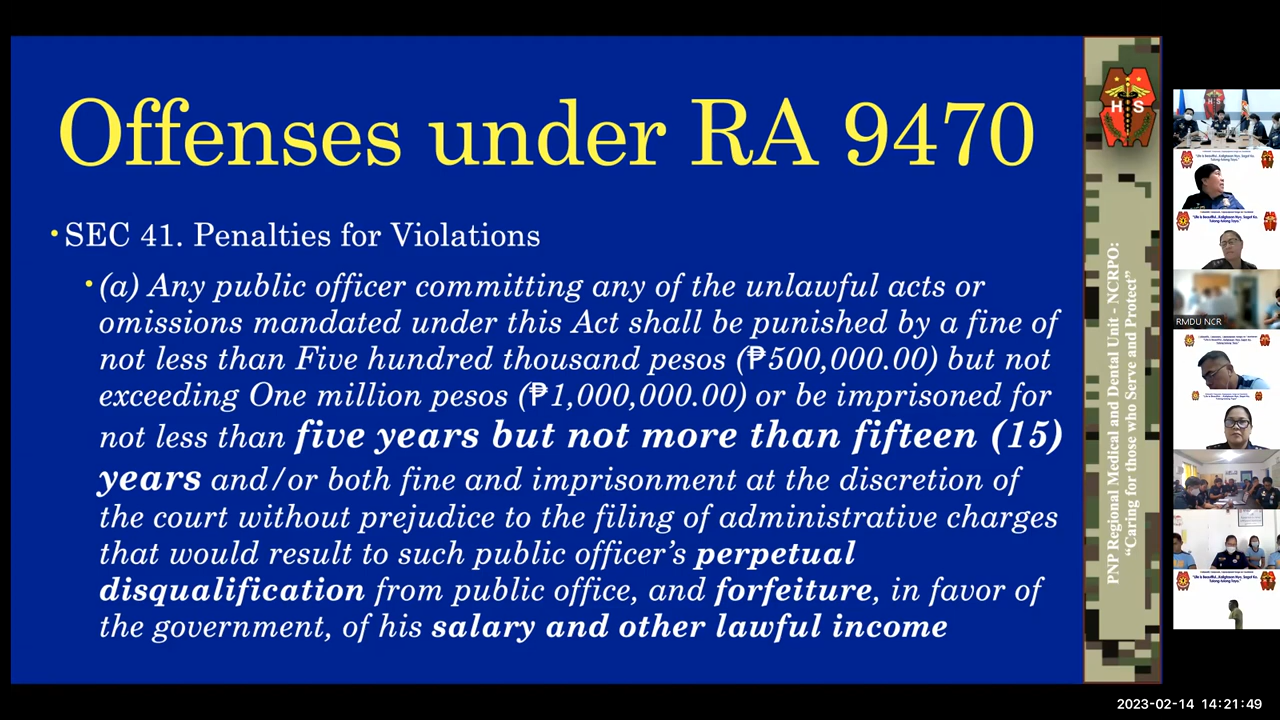 Offenses under RA 9470
• SEC 41. Penalties for Violations
• (a) Any public officer committing any of the unlawful acts or
omissions mandated under this Act shall be punished by a fine of
not less than Five hundred thousand pesos (₱500,000.00) but not
exceeding One million pesos (₱1,000,000.00) or be imprisoned for
not less than five years but not more than fifteen (15)
years and/or both fine and imprisonment at the discretion of
the court without prejudice to the filing of administrative charges
that would result to such public officer's perpetual
disqualification from public office, and forfeiture, in favor of
the government, of his salary and other lawful income
H S
PNP Regional Medical and Dental Unit - NCRPO:
“Caring for those who Serve and Protect”
RMDU NCR
2023-02-14 14:21:49